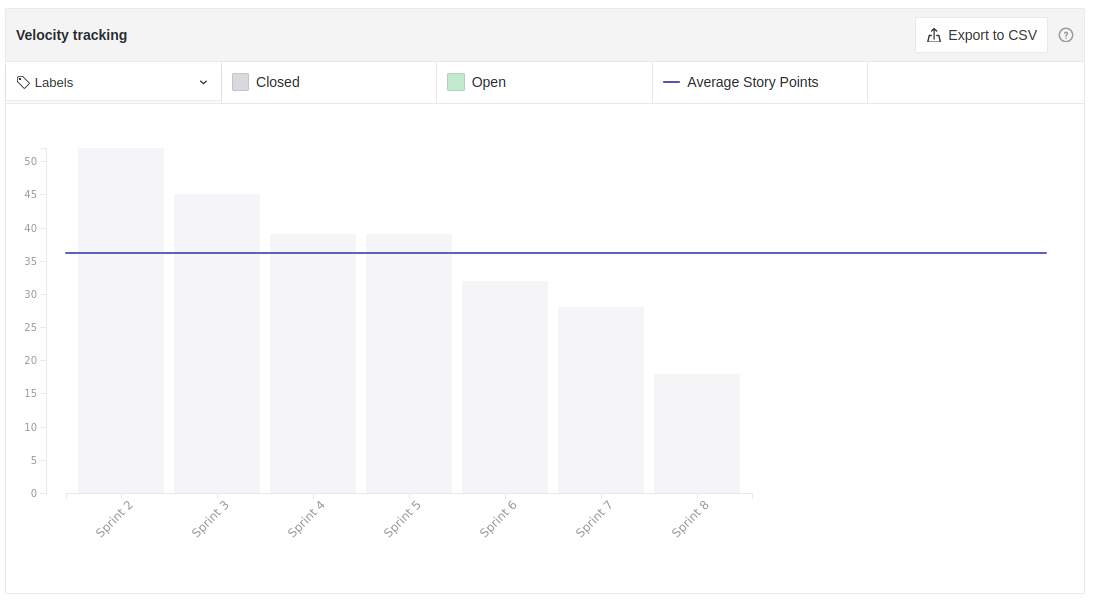 Velocity tracking
Export to CSV
?
Labels
Closed
Open
Average Story Points
50
45
40
35
30
25
20
15
10
5
0
Sprint 2
Sprint 3
Sprint 4
Sprint 5
Sprint 6
Sprint 7
Sprint 8